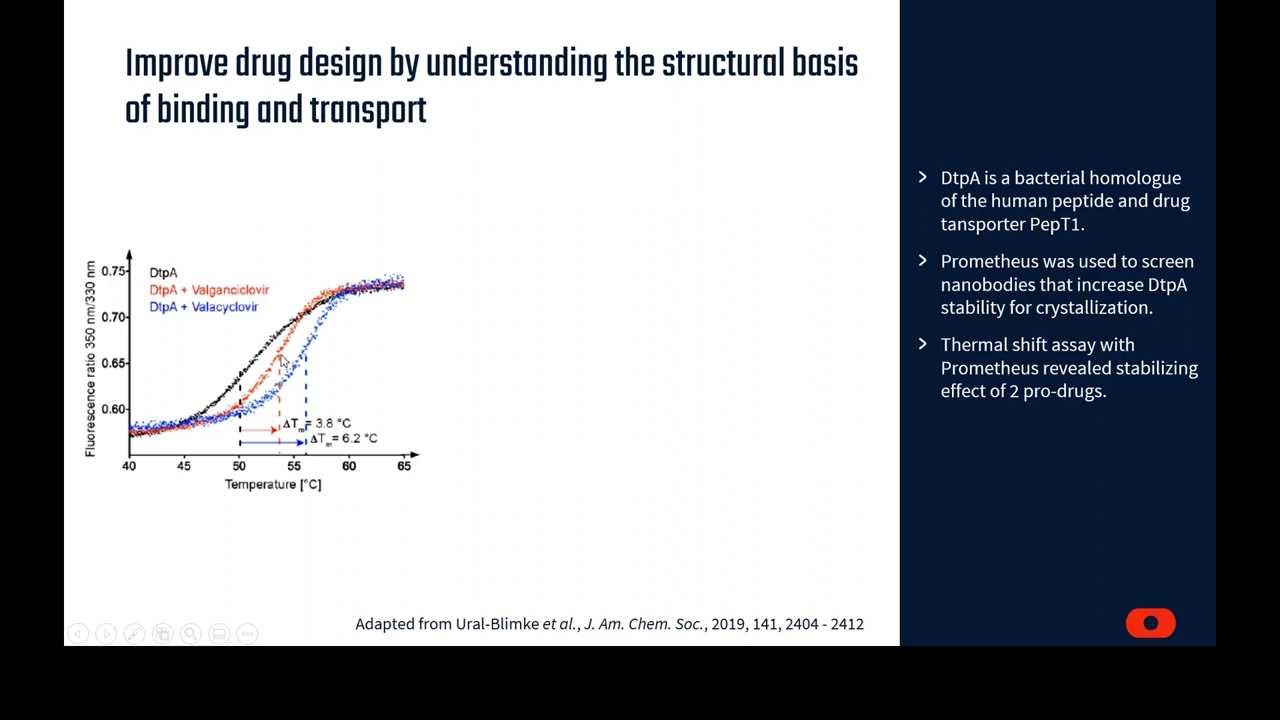 Improve drug design by understanding the structural basis
of binding and transport
DtpA is a bacterial homologue
of the human peptide and drug
tansporter PepT1.
Prometheus was used to screen
nanobodies that increase DtpA
stability for crystallization.
Thermal shift assay with
Prometheus revealed stabilizing
effect of 2 pro-drugs.
Fluorescence ratio 350 nm/330 nm
0.75
0.70
0.65
0.60
DtpA
DtpA + Valganciclovir
DtpA + Valacyclovir
ΔTm= 3.8 °C
ΔTm= 6.2 °C
40 45 50 55 60 65
Temperature [°C]
Adapted from Ural-Blimke et al., J. Am. Chem. Soc., 2019, 141, 2404 - 2412